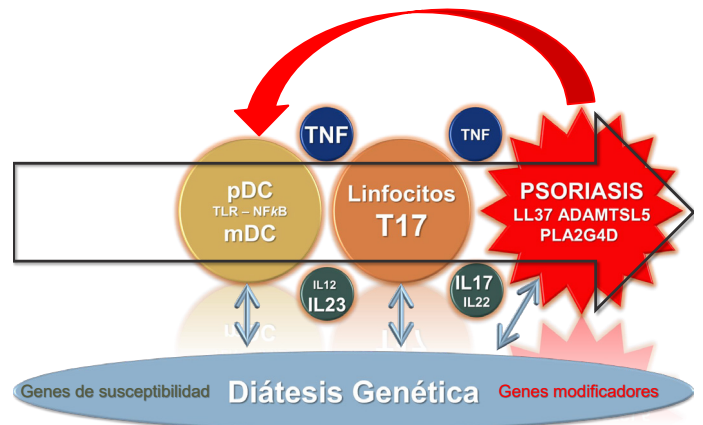 TNF
TNF
pDC
TLR – NFkB
mDC
Linfocitos
T17
PSORIASIS
LL37 ADAMTSL5
PLA2G4D
IL12
IL23
IL17
IL22
Genes de susceptibilidad
Diátesis Genética
Genes modificadores